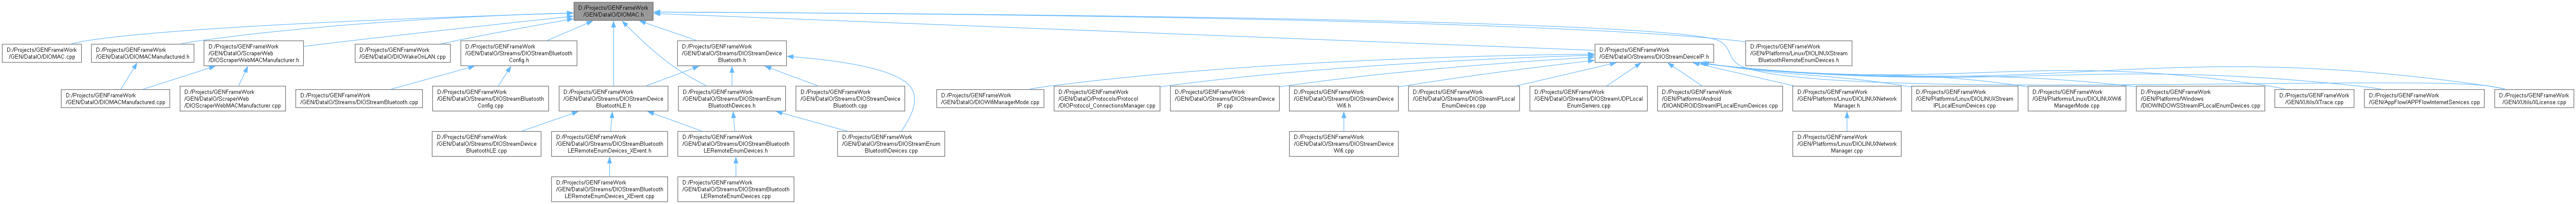 D:/Projects/GENFrameWork
/GEN/DataIO/DIOMAC.h
D:/Projects/GENFrameWork
/GEN/DataIO/DIOMAC.cpp
D:/Projects/GENFrameWork
/GEN/DataIO/DIOMACManufactured.h
D:/Projects/GENFrameWork
/GEN/DataIO/ScraperWeb
/DIOScraperWebMACManufacturer.h
D:/Projects/GENFrameWork
/GEN/DataIO/DIOWakeOnLAN.cpp
D:/Projects/GENFrameWork
/GEN/DataIO/Streams/DIOStreamBluetooth
Config.h
D:/Projects/GENFrameWork
/GEN/DataIO/Streams/DIOStreamDevice
Bluetooth.h
D:/Projects/GENFrameWork
/GEN/DataIO/Streams/DIOStreamDeviceIP.h
D:/Projects/GENFrameWork
/GEN/Platforms/Linux/DIOLINUXStream
BluetoothRemoteEnumDevices.h
D:/Projects/GENFrameWork
/GEN/DataIO/DIOMACManufactured.cpp
D:/Projects/GENFrameWork
/GEN/DataIO/ScraperWeb
/DIOScraperWebMACManufacturer.cpp
D:/Projects/GENFrameWork
/GEN/DataIO/Streams/DIOStreamBluetooth.cpp
D:/Projects/GENFrameWork
/GEN/DataIO/Streams/DIOStreamBluetooth
Config.cpp
D:/Projects/GENFrameWork
/GEN/DataIO/Streams/DIOStreamDevice
BluetoothLE.h
D:/Projects/GENFrameWork
/GEN/DataIO/Streams/DIOStreamEnum
BluetoothDevices.h
D:/Projects/GENFrameWork
/GEN/DataIO/Streams/DIOStreamDevice
Bluetooth.cpp
D:/Projects/GENFrameWork
/GEN/DataIO/DIOWifiManagerMode.cpp
D:/Projects/GENFrameWork
/GEN/DataIO/Protocols/Protocol
/DIOProtocol_ConnectionsManager.cpp
D:/Projects/GENFrameWork
/GEN/DataIO/Streams/DIOStreamDevice
IP.cpp
D:/Projects/GENFrameWork
/GEN/DataIO/Streams/DIOStreamDevice
Wifi.h
D:/Projects/GENFrameWork
/GEN/DataIO/Streams/DIOStreamIPLocal
EnumDevices.cpp
D:/Projects/GENFrameWork
/GEN/DataIO/Streams/DIOStreamUDPLocal
EnumServers.cpp
D:/Projects/GENFrameWork
/GEN/Platforms/Android
/DIOANDROIDStreamIPLocalEnumDevices.cpp
D:/Projects/GENFrameWork
/GEN/Platforms/Linux/DIOLINUXNetwork
Manager.h
D:/Projects/GENFrameWork
/GEN/Platforms/Linux/DIOLINUXStream
IPLocalEnumDevices.cpp
D:/Projects/GENFrameWork
/GEN/Platforms/Linux/DIOLINUXWifi
ManagerMode.cpp
D:/Projects/GENFrameWork
/GEN/Platforms/Windows
/DIOWINDOWSStreamIPLocalEnumDevices.cpp
D:/Projects/GENFrameWork
/GEN/XUtils/XTrace.cpp
D:/Projects/GENFrameWork
/GEN/AppFlow/APPFlowInternetServices.cpp
D:/Projects/GENFrameWork
/GEN/XUtils/XLicense.cpp
D:/Projects/GENFrameWork
/GEN/DataIO/Streams/DIOStreamDevice
BluetoothLE.cpp
D:/Projects/GENFrameWork
/GEN/DataIO/Streams/DIOStreamBluetooth
LERemoteEnumDevices_XEvent.h
D:/Projects/GENFrameWork
/GEN/DataIO/Streams/DIOStreamBluetooth
LERemoteEnumDevices.h
D:/Projects/GENFrameWork
/GEN/DataIO/Streams/DIOStreamEnum
BluetoothDevices.cpp
D:/Projects/GENFrameWork
/GEN/DataIO/Streams/DIOStreamDevice
Wifi.cpp
D:/Projects/GENFrameWork
/GEN/Platforms/Linux/DIOLINUXNetwork
Manager.cpp
D:/Projects/GENFrameWork
/GEN/DataIO/Streams/DIOStreamBluetooth
LERemoteEnumDevices_XEvent.cpp
D:/Projects/GENFrameWork
/GEN/DataIO/Streams/DIOStreamBluetooth
LERemoteEnumDevices.cpp